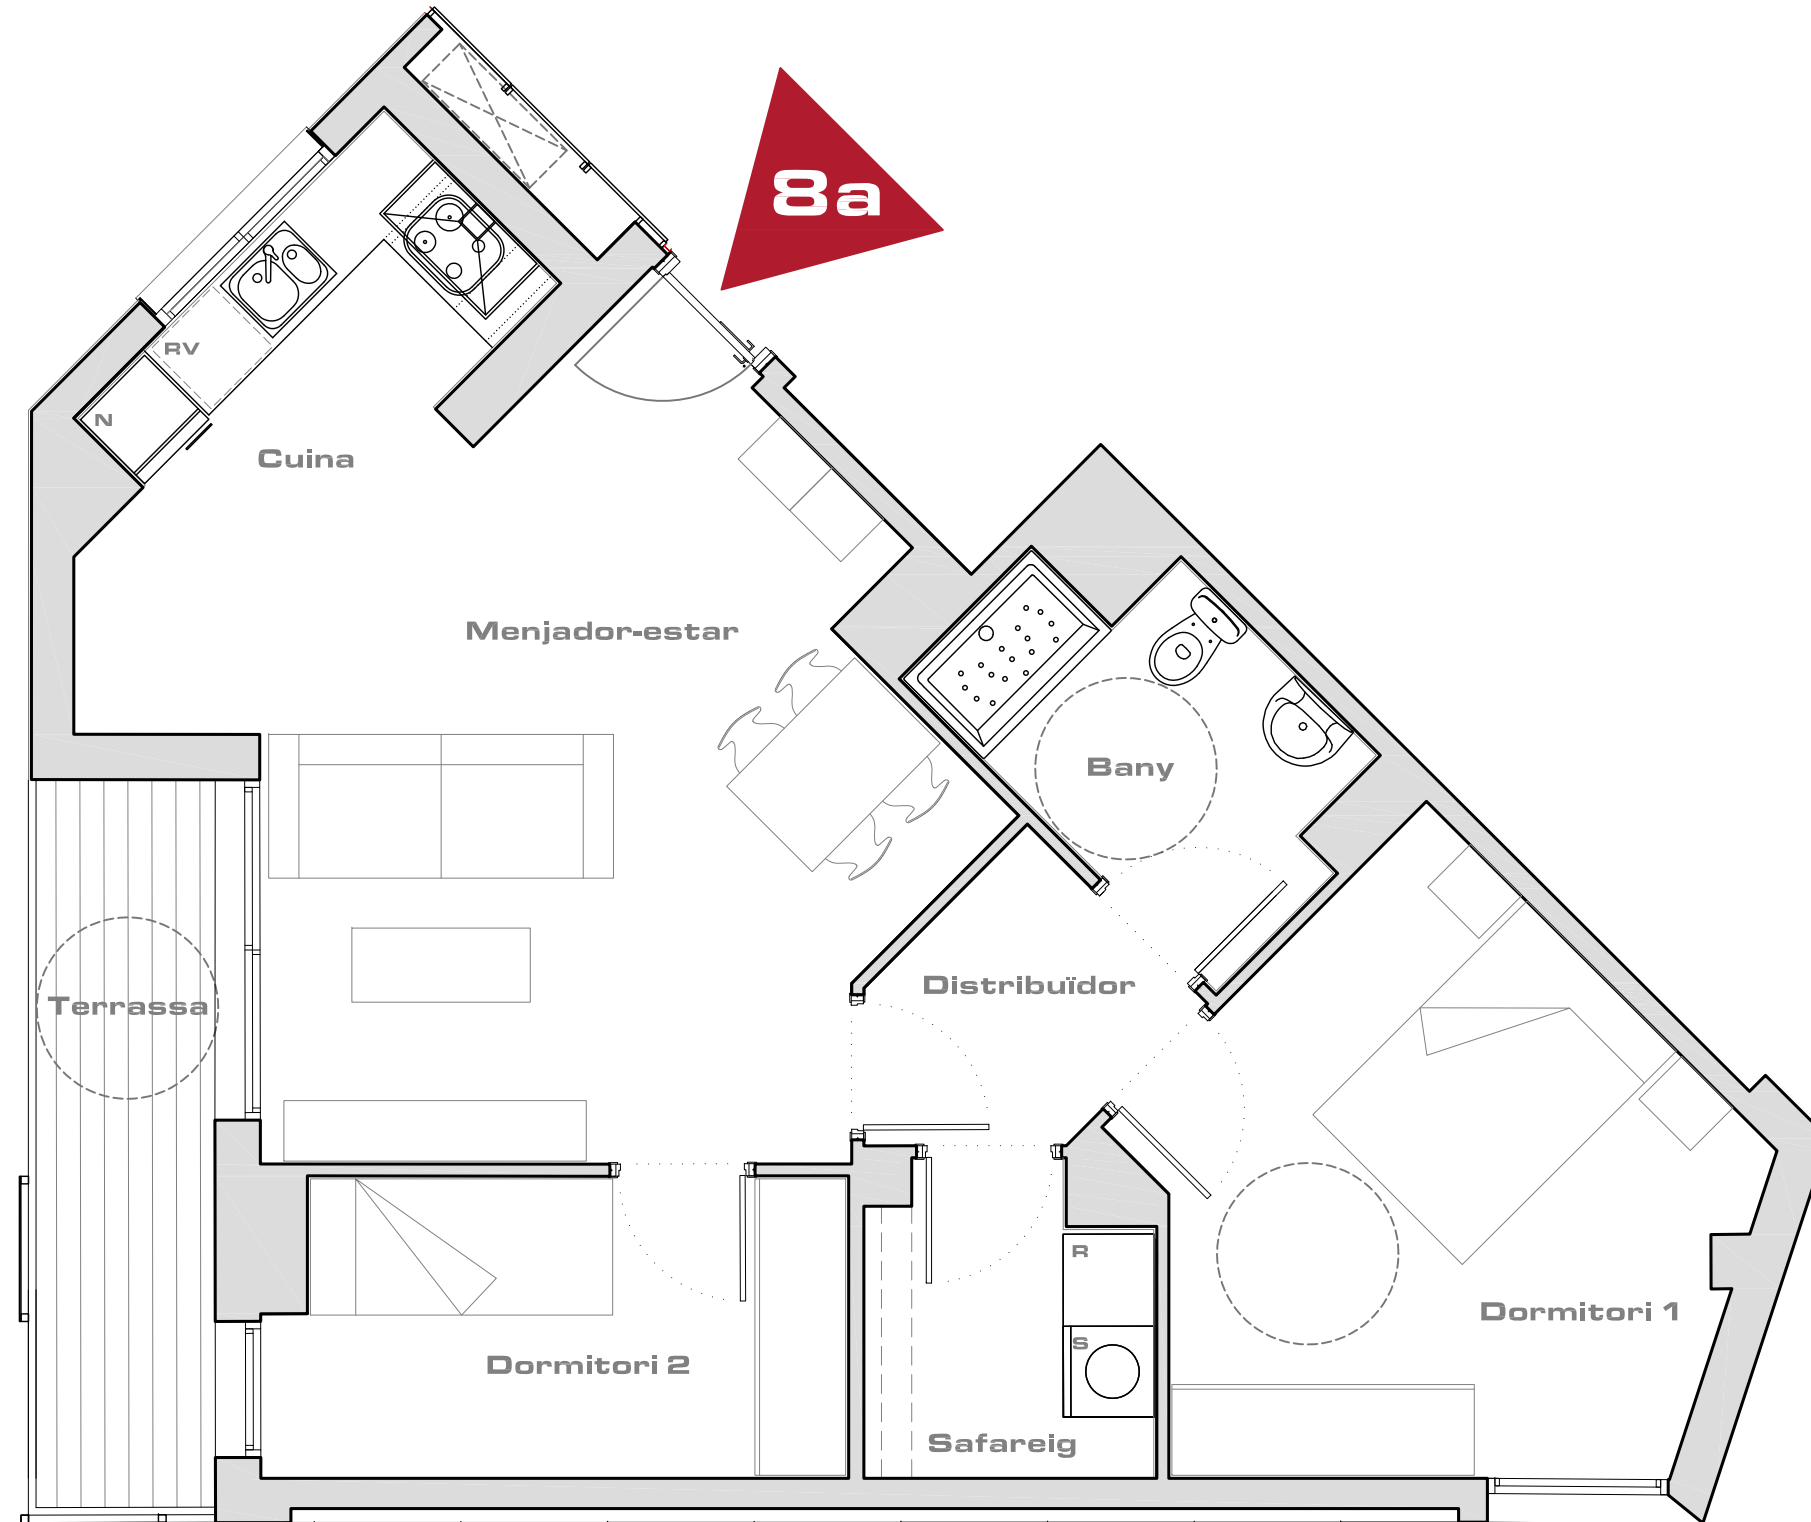 8a
RV
N
Cuina
Menjador-estar
Bany
Distribuïdor
Terrassa
R
Dormitori 1
S
Dormitori 2
Safareig